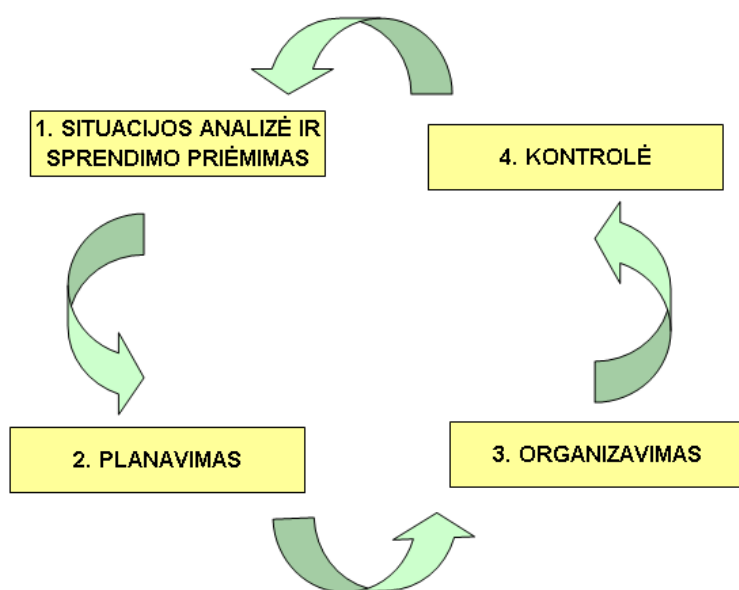 1. SITUACIJOS ANALIZĖ IR
SPRENDIMO PRIĖMIMAS
2. PLANAVIMAS
3. ORGANIZAVIMAS
4. KONTROLĖ